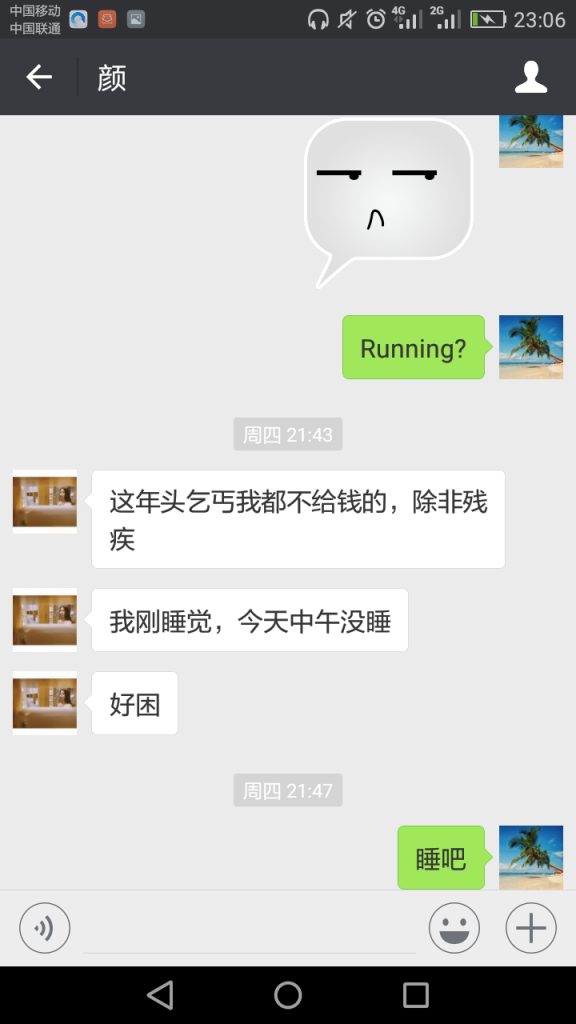 中国移动
中国联通
4G
2G
23:06
颜
Running?
周四 21:43
这年头乞丐我都不给钱的，除非残
疾
我刚睡觉，今天中午没睡
好困
周四 21:47
睡吧